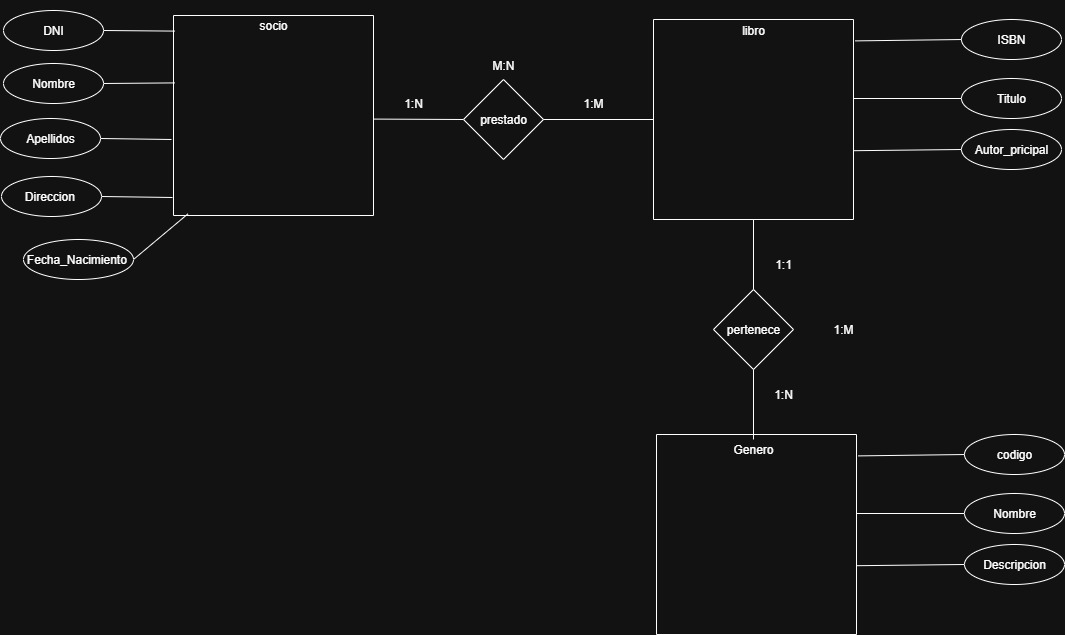 DNI
Nombre
Apellidos
Direccion
Fecha_Nacimiento
socio
1:N
M:N
prestado
1:M
libro
ISBN
Titulo
Autor_pricipal
1:1
pertenece
1:M
1:N
Genero
codigo
Nombre
Descripcion